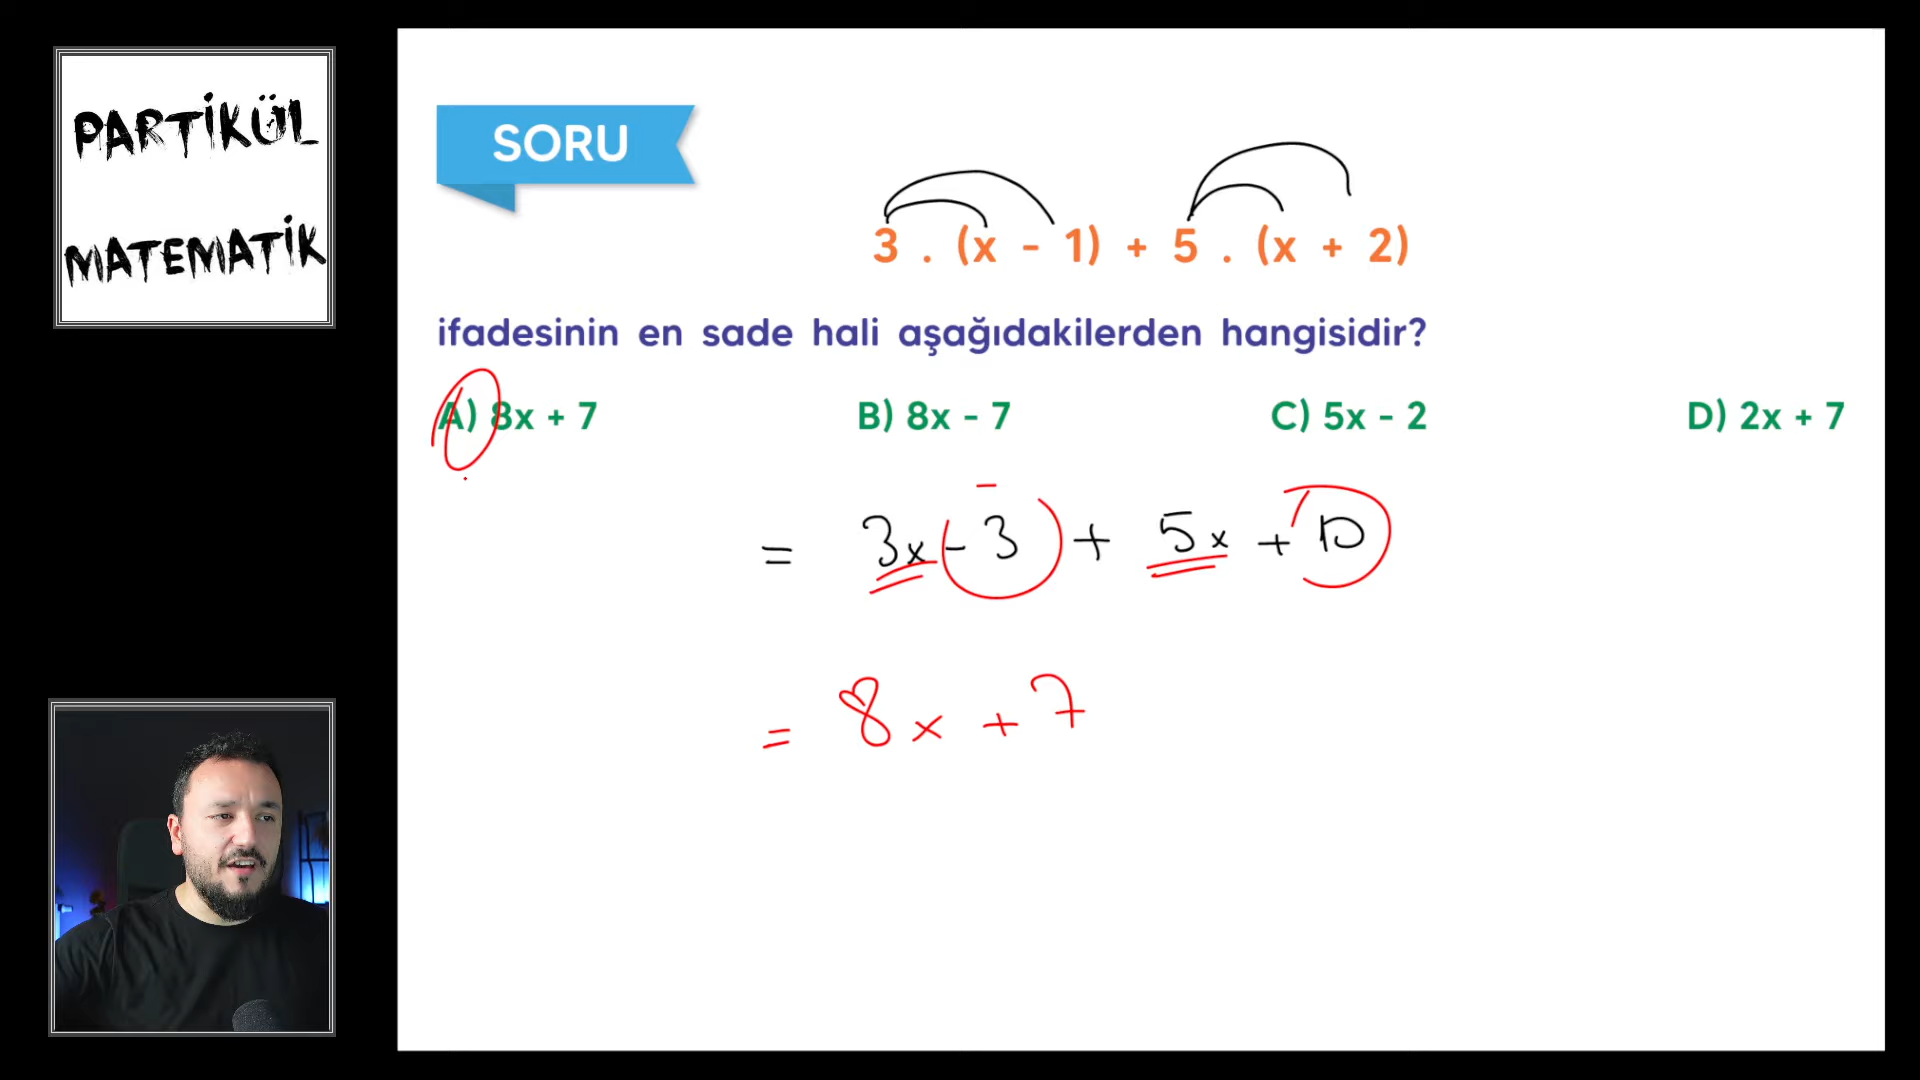 PARTİKÜL
MATEMATİK
SORU
3 . (x - 1) + 5 . (x + 2)
ifadesinin en sade hali aşağıdakilerden hangisidir?
A) 8x + 7 B) 8x - 7 C) 5x - 2 D) 2x + 7
= 3x - 3 + 5x + 10
= 8x + 7